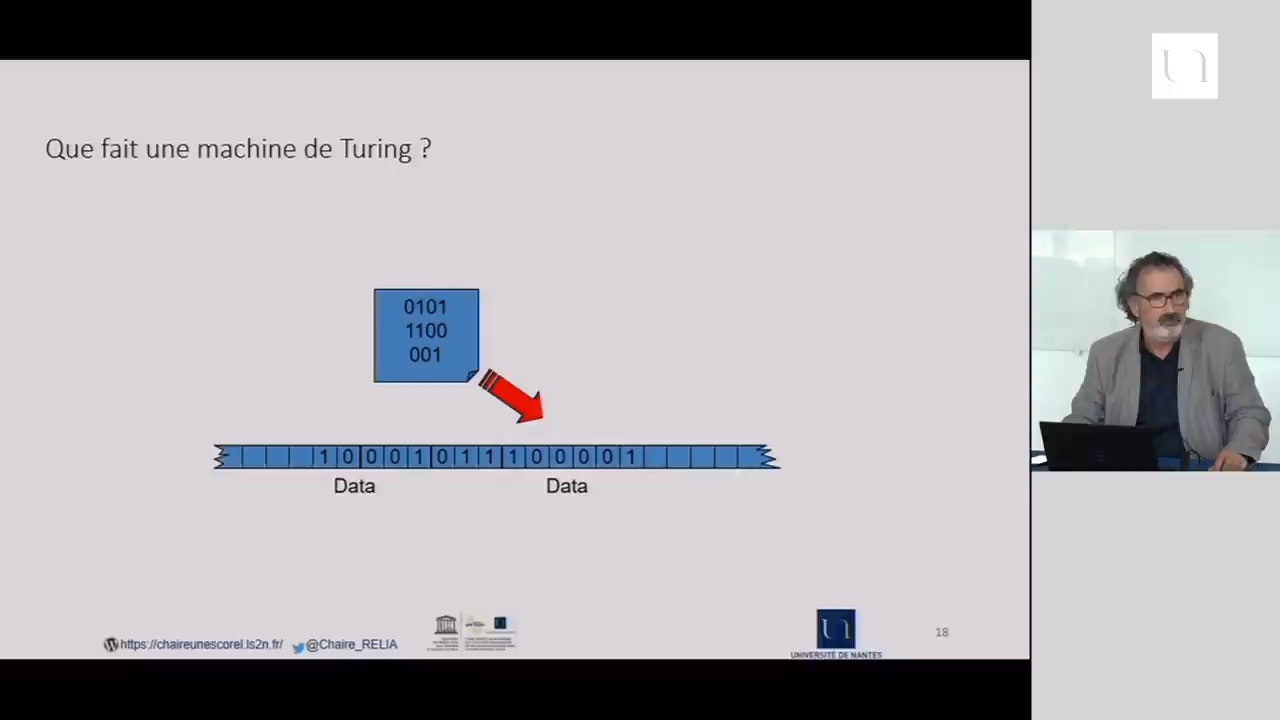 Que fait une machine de Turing ?
0101
1100
001
1 0 0 0 1 0 1 1 1 0 0 0 0 1
Data Data
https://chaireunescorel.ls2n.fr/ @Chaire_RELIA
UNIVERSITÉ DE NANTES
18